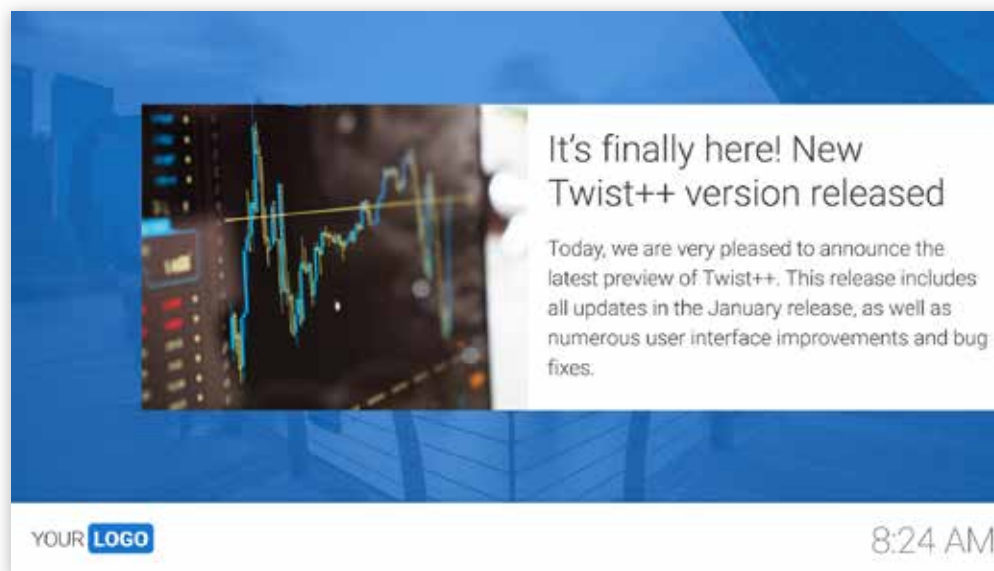 It's finally here! New
Twist++ version released
Today, we are very pleased to announce the
latest preview of Twist++. This release includes
all updates in the January release, as well as
numerous user interface improvements and bug
fixes.
YOUR LOGO
8:24 AM